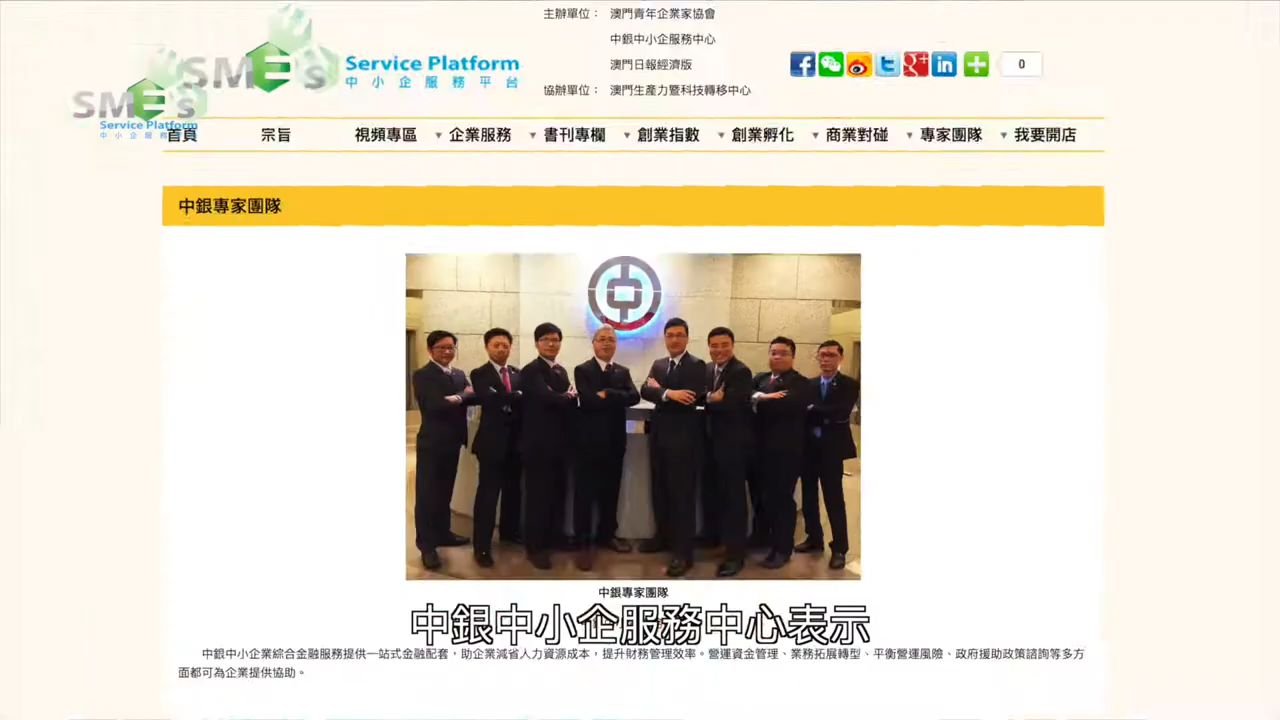 主辦單位： 澳門青年企業家協會
中銀中小企服務中心
澳門日報經濟版
協辦單位： 澳門生產力暨科技轉移中心
SMEs
Service Platform
中小企服務平台
0
SMEs
Service Platform
中小企服務
首頁 宗旨 視頻專區 企業服務 書刊專欄 創業指數 創業孵化 商業對碰 專家團隊 我要開店
中銀專家團隊
中銀專家團隊
中銀中小企服務中心表示
中銀中小企業綜合金融服務提供一站式金融配套，助企業減省人力資源成本，提升財務管理效率。營運資金管理、業務拓展轉型、平衡營運風險、政府援助政策諮詢等多方
面都可為企業提供協助。